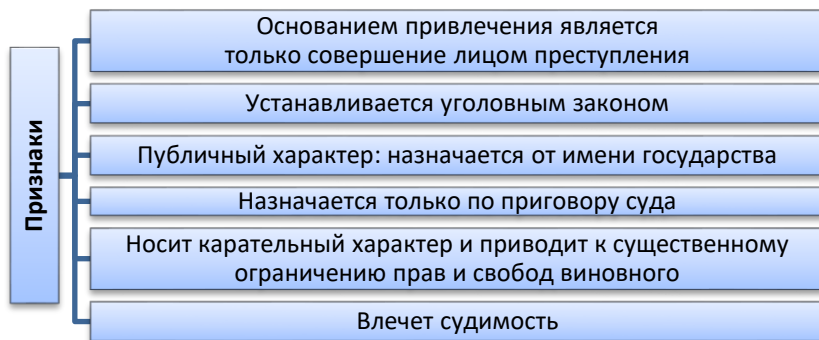 Признаки
Основанием привлечения является
только совершение лицом преступления
Устанавливается уголовным законом
Публичный характер: назначается от имени государства
Назначается только по приговору суда
Носит карательный характер и приводит к существенному
ограничению прав и свобод виновного
Влечет судимость